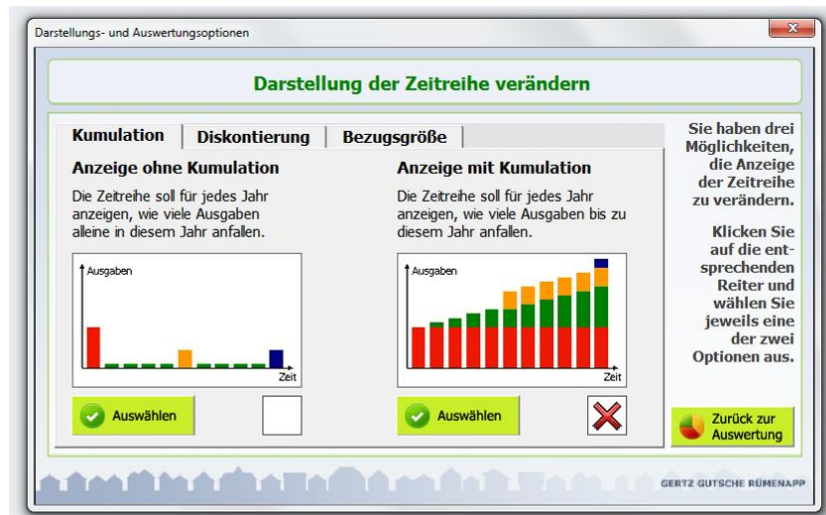 Darstellungs- und Auswertungsoptionen
Darstellung der Zeitreihe verändern
Kumulation
Diskontierung
Bezugsgröße
Anzeige ohne Kumulation
Die Zeitreihe soll für jedes Jahr
anzeigen, wie viele Ausgaben
alleine in diesem Jahr anfallen.
Ausgaben
Zeit
Auswählen
Anzeige mit Kumulation
Die Zeitreihe soll für jedes Jahr
anzeigen, wie viele Ausgaben bis zu
diesem Jahr anfallen.
Ausgaben
Zeit
Auswählen
Sie haben drei
Möglichkeiten,
die Anzeige
der Zeitreihe
zu verändern.
Klicken Sie
auf die ent-
sprechenden
Reiter und
wählen Sie
jeweils eine
der zwei
Optionen aus.
Zurück zur
Auswertung
GERTZ GUTSCHE RÜMENAPP